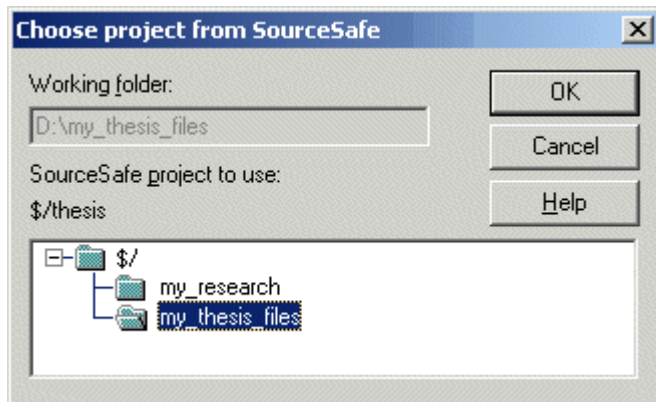 Choose project from SourceSafe
Working folder:
D:\my_thesis_files
OK
Cancel
SourceSafe project to use:
$/thesis
Help
$/
my_research
my_thesis_files